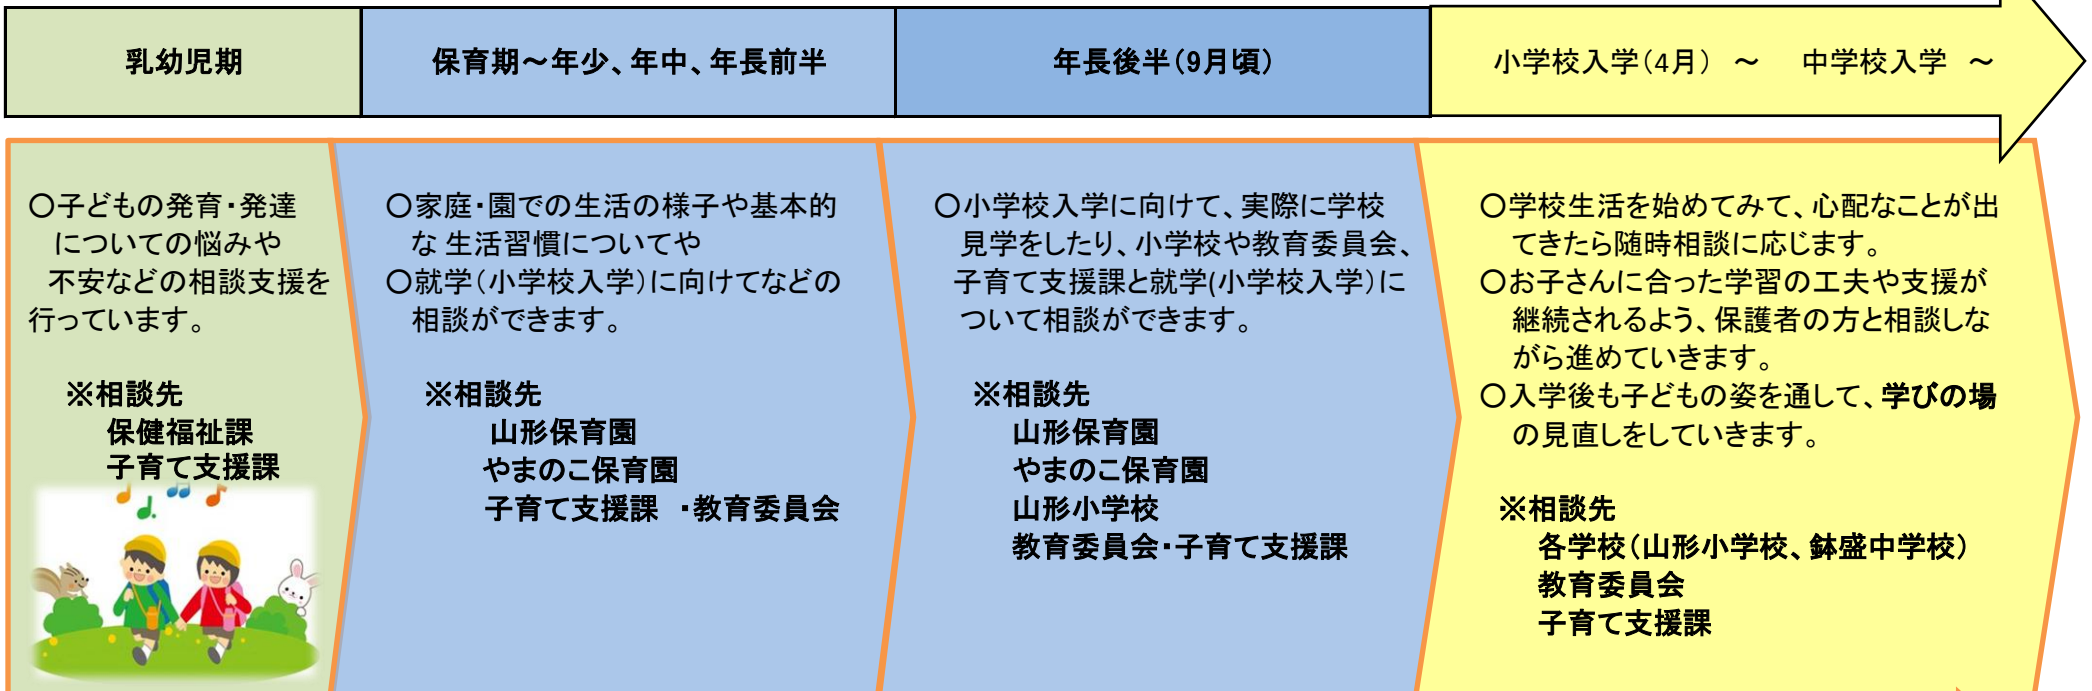 乳幼児期
保育期～年少、年中、年長前半
年長後半（9月頃）
小学校入学（4月） ～ 中学校入学 ～
○子どもの発育・発達
についての悩みや
不安などの相談支援を
行っています。
※相談先
保健福祉課
子育て支援課
○家庭・園での生活の様子や基本的
な 生活習慣についてや
○就学（小学校入学）に向けてなどの
相談ができます。
※相談先
山形保育園
やまのこ保育園
子育て支援課 ・教育委員会
○小学校入学に向けて、実際に学校
見学をしたり、小学校や教育委員会、
子育て支援課と就学(小学校入学）に
ついて相談ができます。
※相談先
山形保育園
やまのこ保育園
山形小学校
教育委員会・子育て支援課
○学校生活を始めてみて、心配なことが出
てきたら随時相談に応じます。
○お子さんに合った学習の工夫や支援が
継続されるよう、保護者の方と相談しな
がら進めていきます。
○入学後も子どもの姿を通して、学びの場
の見直しをしていきます。
※相談先
各学校（山形小学校、鉢盛中学校）
教育委員会
子育て支援課